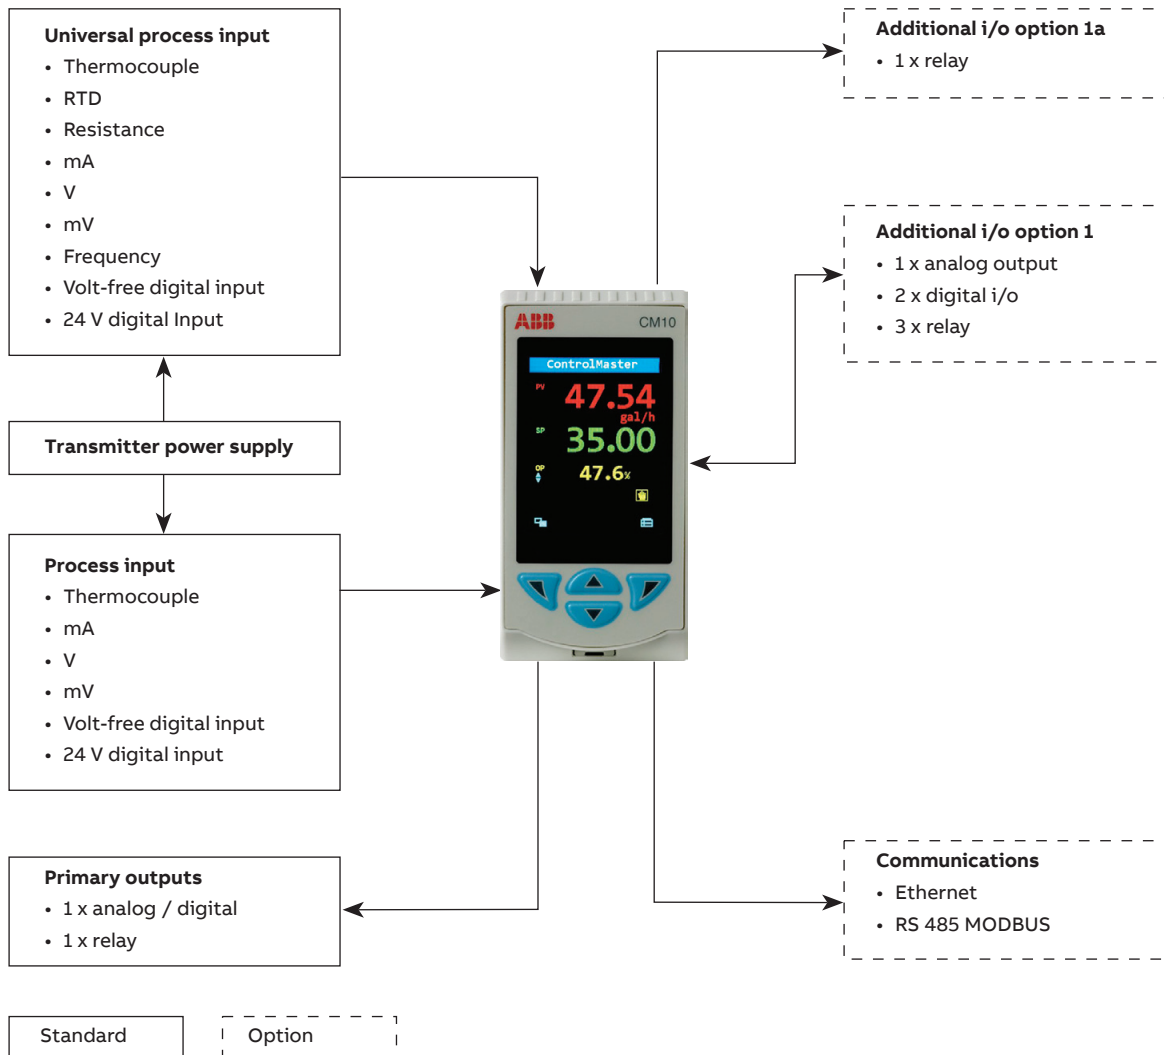 Universal process input
• Thermocouple
• RTD
• Resistance
• mA
• V
• mV
• Frequency
• Volt-free digital input
• 24 V digital Input
Transmitter power supply
Process input
• Thermocouple
• mA
• V
• mV
• Volt-free digital input
• 24 V digital input
Primary outputs
• 1 x analog / digital
• 1 x relay
ABB CM10
ControlMaster
PV 47.54
gal/h
SP 35.00
OP 47.6%
Additional i/o option 1a
• 1 x relay
Additional i/o option 1
• 1 x analog output
• 2 x digital i/o
• 3 x relay
Communications
• Ethernet
• RS 485 MODBUS
Standard
Option